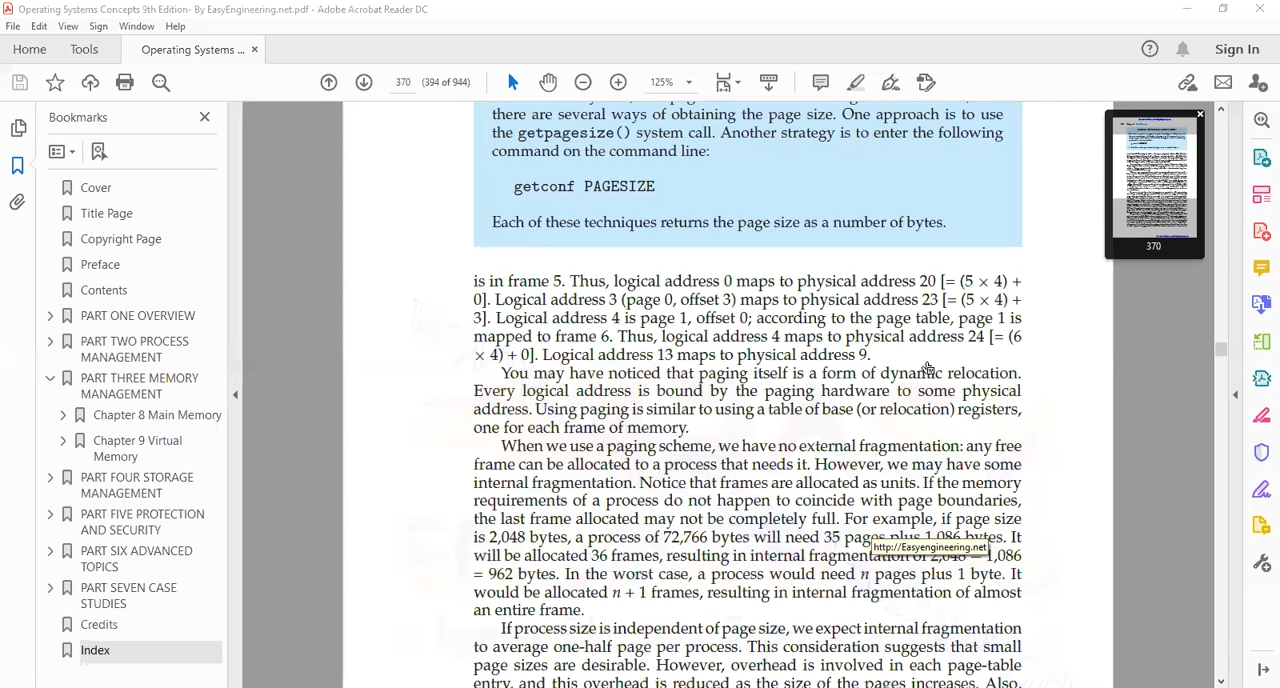 Operating Systems Concepts 9th Edition- By EasyEngineering.net.pdf - Adobe Acrobat Reader DC
File Edit View Sign Window Help
Home Tools Operating Systems ... × Sign In
370 (394 of 944) 125%
Bookmarks
Cover
Title Page
Copyright Page
Preface
Contents
PART ONE OVERVIEW
PART TWO PROCESS
MANAGEMENT
PART THREE MEMORY
MANAGEMENT
Chapter 8 Main Memory
Chapter 9 Virtual
Memory
PART FOUR STORAGE
MANAGEMENT
PART FIVE PROTECTION
AND SECURITY
PART SIX ADVANCED
TOPICS
PART SEVEN CASE
STUDIES
Credits
Index
there are several ways of obtaining the page size. One approach is to use
the getpagesize() system call. Another strategy is to enter the following
command on the command line:
getconf PAGESIZE
Each of these techniques returns the page size as a number of bytes.
is in frame 5. Thus, logical address 0 maps to physical address 20 [= (5 × 4) +
0]. Logical address 3 (page 0, offset 3) maps to physical address 23 [= (5 × 4) +
3]. Logical address 4 is page 1, offset 0; according to the page table, page 1 is
mapped to frame 6. Thus, logical address 4 maps to physical address 24 [= (6
× 4) + 0]. Logical address 13 maps to physical address 9.
You may have noticed that paging itself is a form of dynamic relocation.
Every logical address is bound by the paging hardware to some physical
address. Using paging is similar to using a table of base (or relocation) registers,
one for each frame of memory.
When we use a paging scheme, we have no external fragmentation: any free
frame can be allocated to a process that needs it. However, we may have some
internal fragmentation. Notice that frames are allocated as units. If the memory
requirements of a process do not happen to coincide with page boundaries,
the last frame allocated may not be completely full. For example, if page size
is 2,048 bytes, a process of 72,766 bytes will need 35 pages plus 1,086 bytes. It
http://Easyengineering.net
will be allocated 36 frames, resulting in internal fragmentation of 2,048 − 1,086
= 962 bytes. In the worst case, a process would need n pages plus 1 byte. It
would be allocated n + 1 frames, resulting in internal fragmentation of almost
an entire frame.
If process size is independent of page size, we expect internal fragmentation
to average one-half page per process. This consideration suggests that small
page sizes are desirable. However, overhead is involved in each page-table
entry, and this overhead is reduced as the size of the pages increases. Also,
370